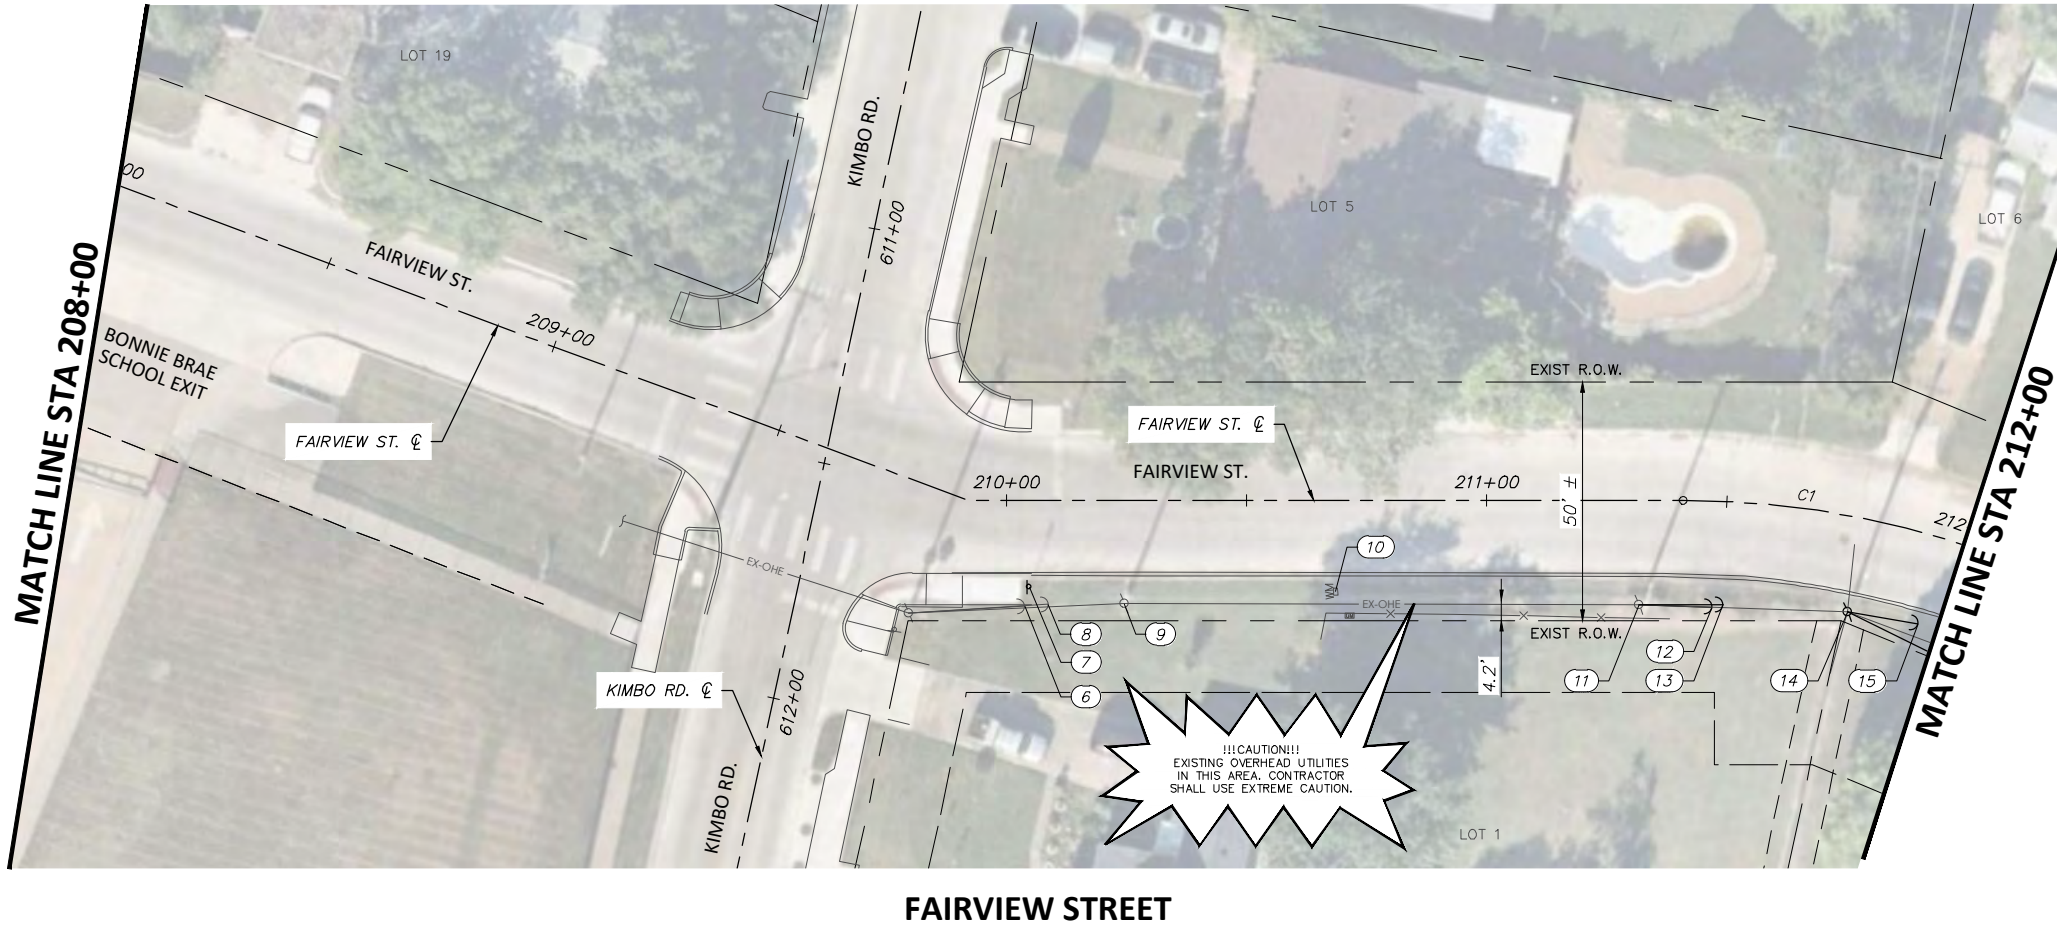 LOT 19
KIMBO RD.
611+00
LOT 5
LOT 6
00
FAIRVIEW ST.
209+00
MATCH LINE STA 208+00
BONNIE BRAE
SCHOOL EXIT
FAIRVIEW ST. ℄
EXIST R.O.W.
FAIRVIEW ST. ℄
FAIRVIEW ST.
210+00
211+00
50' ±
C1
212
MATCH LINE STA 212+00
EX-OHE
10
WM
EX-OHE
EXIST R.O.W.
8
9
7
6
4.2'
12
11
13
14
15
KIMBO RD. ℄
612+00
KIMBO RD.
!!!CAUTION!!!
EXISTING OVERHEAD UTILITIES
IN THIS AREA. CONTRACTOR
SHALL USE EXTREME CAUTION.
LOT 1
FAIRVIEW STREET